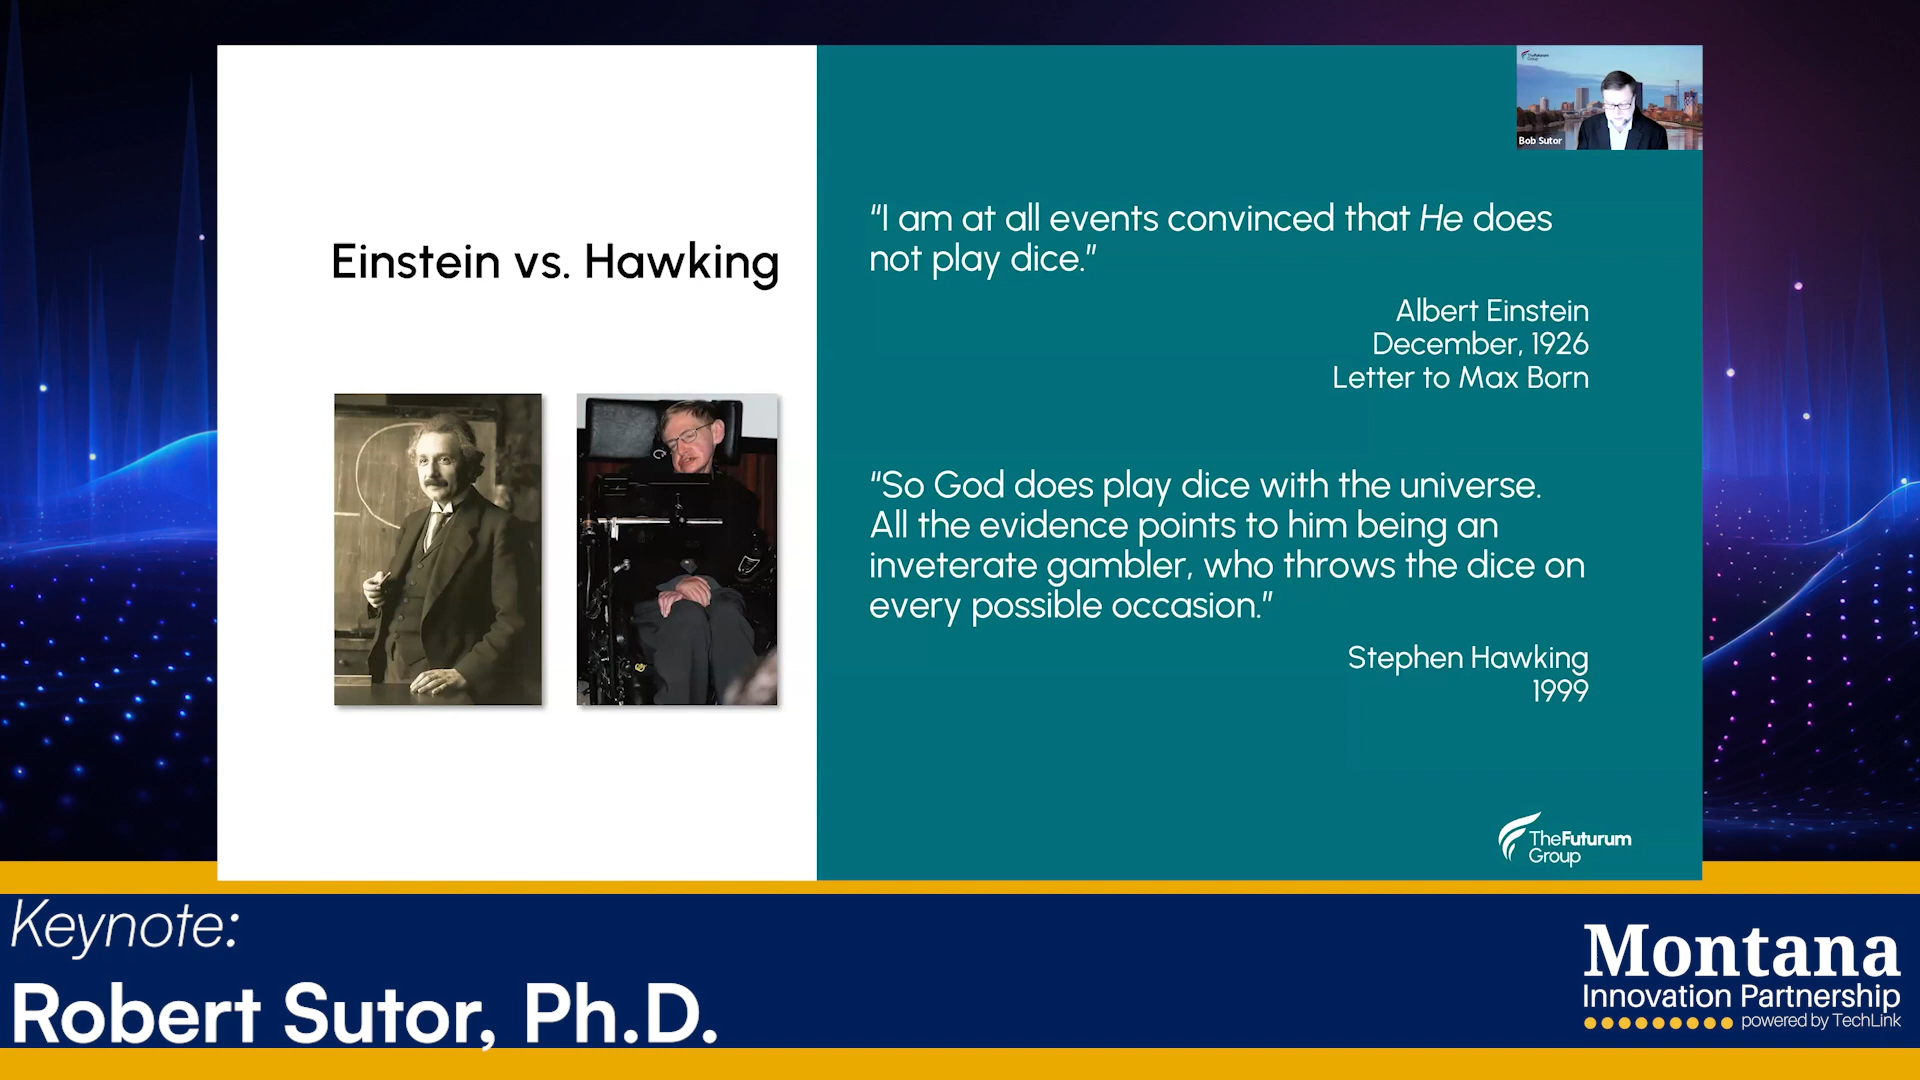 TheFuturum
Group
Bob Sutor
Einstein vs. Hawking
“I am at all events convinced that He does
not play dice.”
Albert Einstein
December, 1926
Letter to Max Born
“So God does play dice with the universe.
All the evidence points to him being an
inveterate gambler, who throws the dice on
every possible occasion.”
Stephen Hawking
1999
TheFuturum
Group
Keynote:
Robert Sutor, Ph.D.
Montana
Innovation Partnership
powered by TechLink